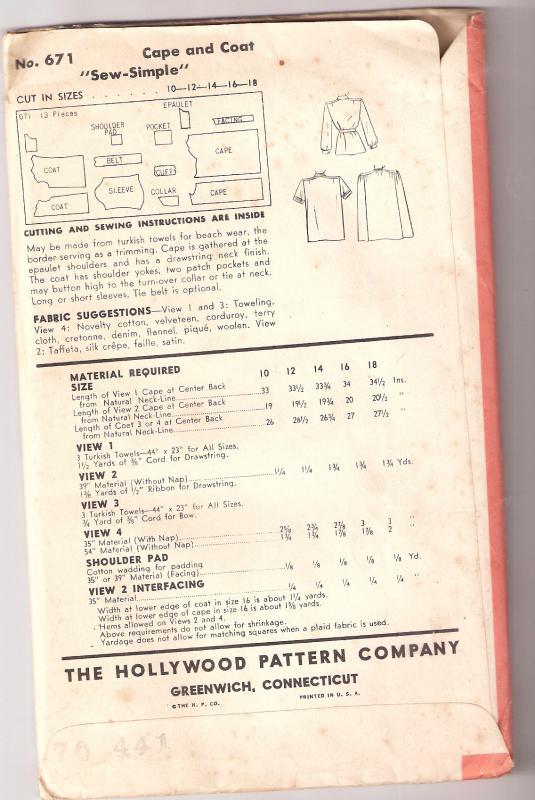 No. 671
Cape and Coat
"Sew-Simple"
CUT IN SIZES . . . . . . . 10—12—14—16—18
671 13 Pieces
EPAULET
SHOULDER PAD
POCKET
FACING
COAT
BELT
CAPE
CUFF
SLEEVE
COLLAR
CAPE
COAT
CUTTING AND SEWING INSTRUCTIONS ARE INSIDE
May be made from turkish towels for beach wear, the
border serving as a trimming. Cape is gathered at the
epaulet shoulders and has a drawstring neck finish.
The coat has shoulder yokes, two patch pockets and
may button high to the turn-over collar or tie at neck.
Long or short sleeves. Tie belt is optional.
FABRIC SUGGESTIONS—View 1 and 3: Toweling.
View 4: Novelty cotton, velveteen, corduroy, terry
cloth, cretonne, denim, flannel, piqué, woolen. View
2: Taffeta, silk crêpe, faille, satin.
MATERIAL REQUIRED
SIZE 10 12 14 16 18
Length of View 1 Cape at Center Back
from Natural Neck-Line 33 33½ 33¾ 34 34½ Ins.
Length of View 2 Cape at Center Back
from Natural Neck-Line 19 19½ 19¾ 20 20½ "
Length of Coat 3 or 4 at Center Back
from Natural Neck-Line 26 26½ 26¾ 27 27½ "
VIEW 1
3 Turkish Towels—44" x 23" for All Sizes.
1½ Yards of ⅜" Cord for Drawstring.
VIEW 2
39" Material (Without Nap) 1¼ 1¼ 1¾ 1¾ 1¾ Yds.
1⅜ Yards of ½" Ribbon for Drawstring.
VIEW 3
3 Turkish Towels—44" x 23" for All Sizes.
¾ Yard of ⅜" Cord for Bow.
VIEW 4
35" Material (With Nap) 2⅝ 2¾ 2⅞ 3 3 "
54" Material (Without Nap) 1¾ 1¾ 1⅞ 1⅞ 2 "
SHOULDER PAD
Cotton wadding for padding
35" or 39" Material (Facing) ⅛ ⅛ ⅛ ⅛ ⅛ Yd.
VIEW 2 INTERFACING
35" Material ¼ ¼ ¼ ¼ ¼ "
Width at lower edge of coat in size 16 is about 1¼ yards.
Width at lower edge of cape in size 16 is about 1⅝ yards.
Hems allowed on Views 2 and 4.
Above requirements do not allow for shrinkage.
Yardage does not allow for matching squares when a plaid fabric is used.
THE HOLLYWOOD PATTERN COMPANY
GREENWICH, CONNECTICUT
© THE H. P. CO.
PRINTED IN U. S. A.
441